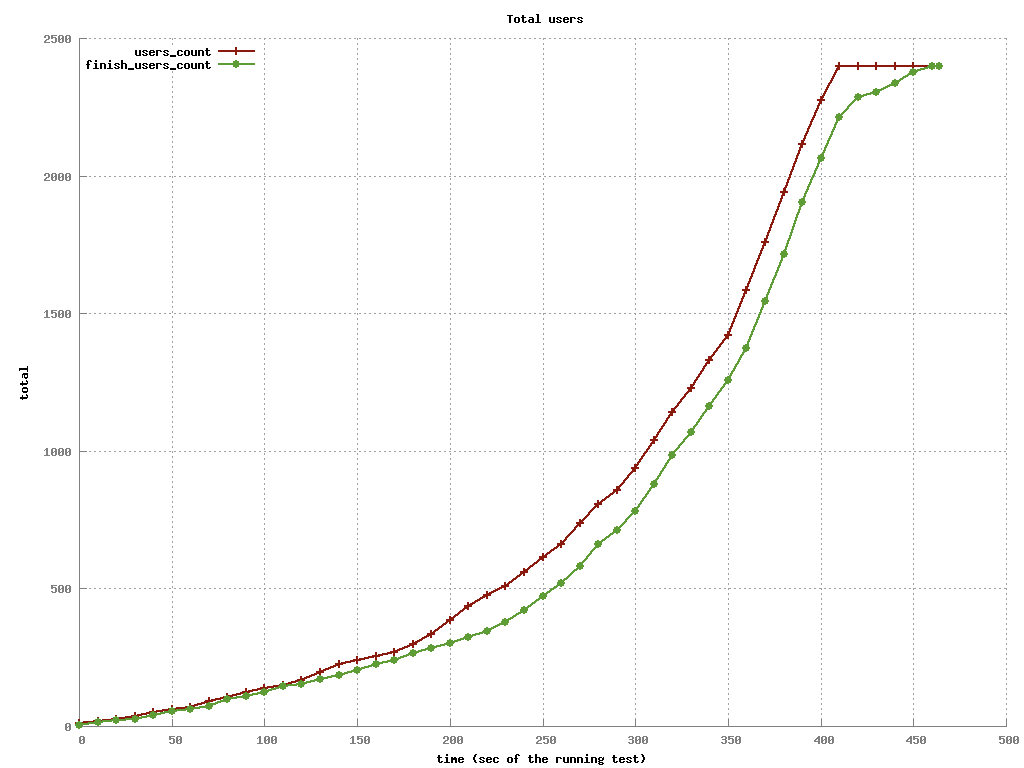 Total users
users_count
finish_users_count
2500
2000
1500
1000
500
0
total
0 50 100 150 200 250 300 350 400 450 500
time (sec of the running test)